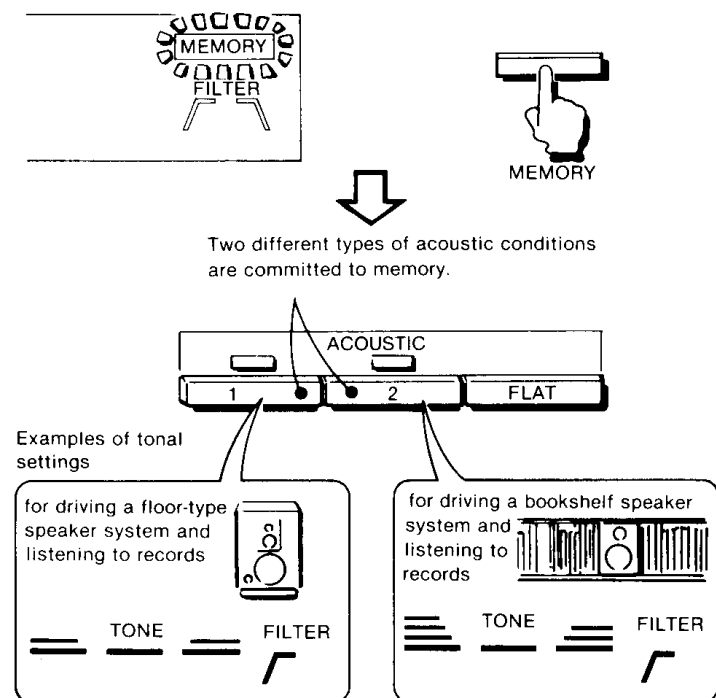 MEMORY
FILTER
MEMORY
Two different types of acoustic conditions
are committed to memory.
ACOUSTIC
1 2 FLAT
Examples of tonal
settings
for driving a floor-type
speaker system and
listening to records
TONE FILTER
for driving a bookshelf speaker
system and
listening to
records
TONE FILTER